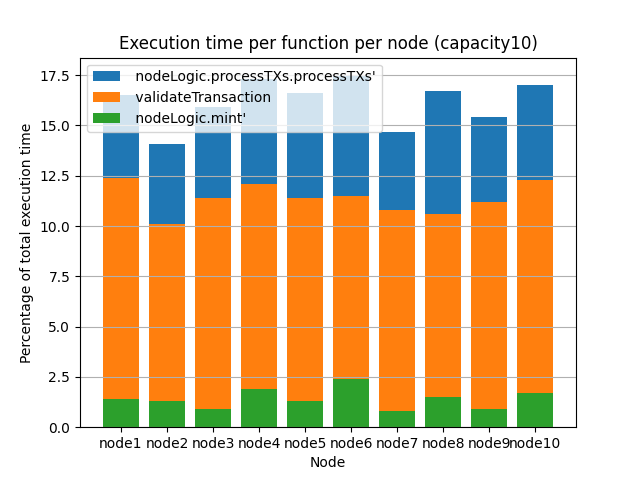 Execution time per function per node (capacity10)
nodeLogic.processTXs.processTXs'
validateTransaction
nodeLogic.mint'
Percentage of total execution time
17.5
15.0
12.5
10.0
7.5
5.0
2.5
0.0
node1 node2 node3 node4 node5 node6 node7 node8 node9 node10
Node